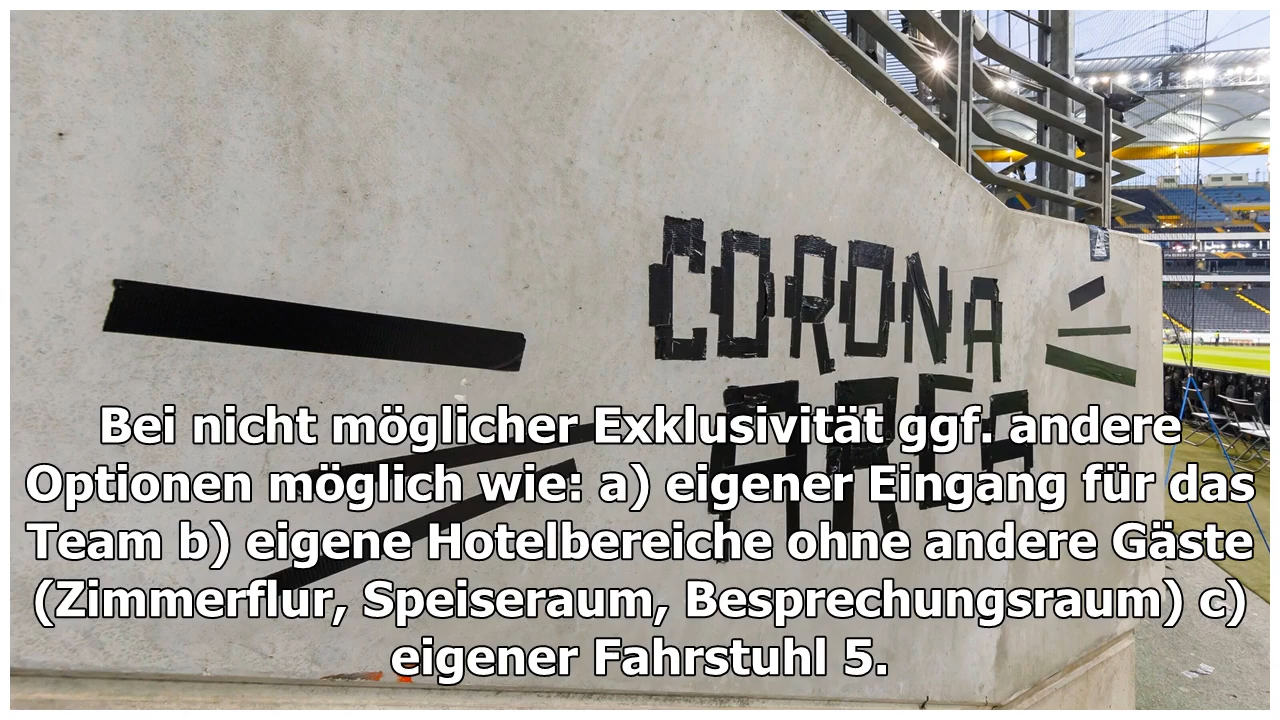 CORONA
AREA
Bei nicht möglicher Exklusivität ggf. andere
Optionen möglich wie: a) eigener Eingang für das
Team b) eigene Hotelbereiche ohne andere Gäste
(Zimmerflur, Speiseraum, Besprechungsraum) c)
eigener Fahrstuhl 5.